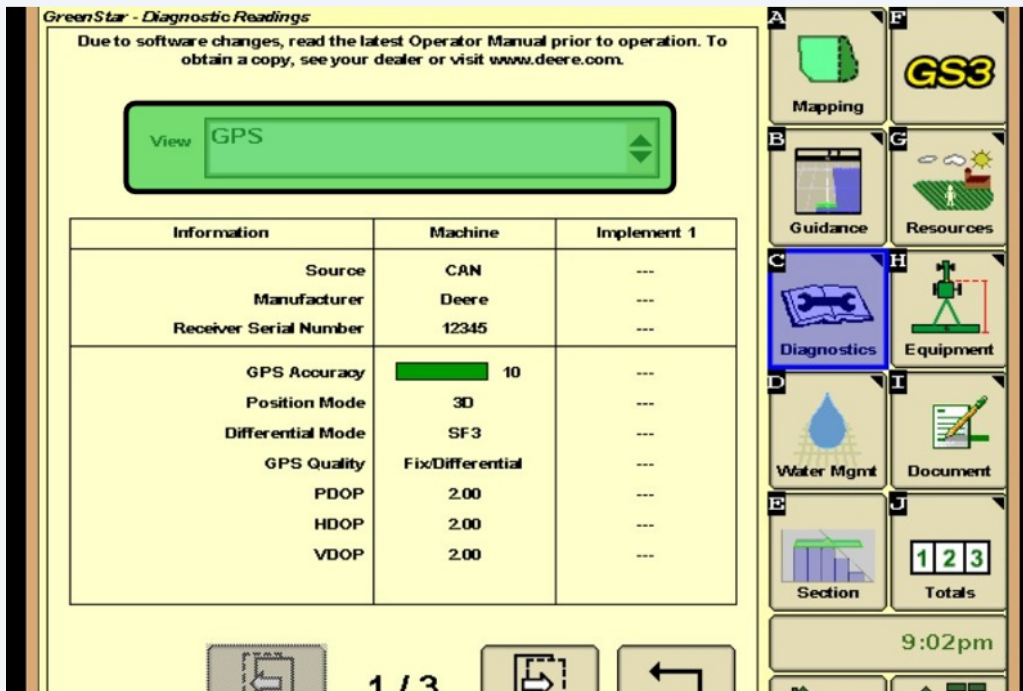 GreenStar - Diagnostic Readings
Due to software changes, read the latest Operator Manual prior to operation. To
obtain a copy, see your dealer or visit www.deere.com.
View GPS
Information Machine Implement 1
Source CAN ---
Manufacturer Deere ---
Receiver Serial Number 12345 ---
GPS Accuracy 10 ---
Position Mode 3D ---
Differential Mode SF3 ---
GPS Quality Fix/Differential ---
PDOP 2.00 ---
HDOP 2.00 ---
VDOP 2.00 ---
1 / 3
A
Mapping
F
GS3
B
Guidance
G
Resources
C
Diagnostics
H
Equipment
D
Water Mgmt
I
Document
E
Section
J
1 2 3
Totals
9:02pm